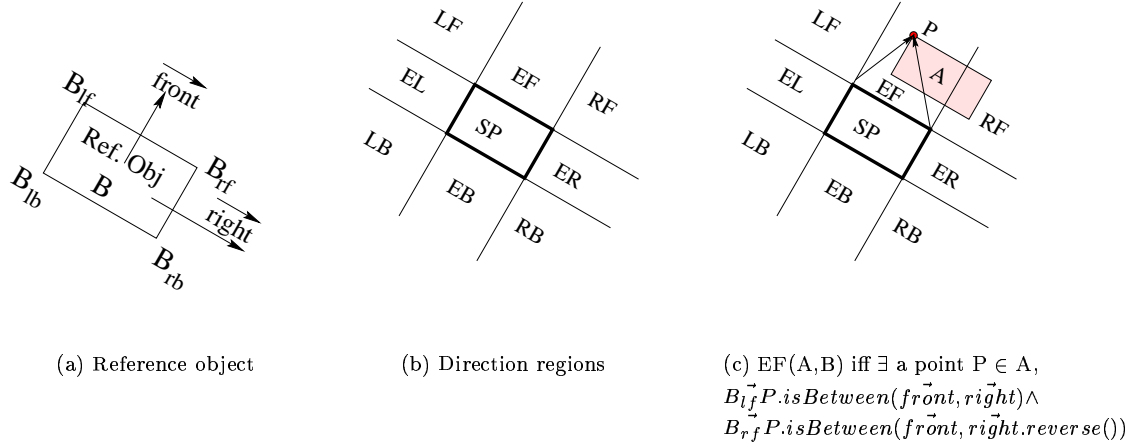 front
B_lf
Ref. Obj
B
B_rf
B_lb
right
B_rb
LF
EL
EF
RF
SP
LB
EB
ER
RB
LF
P
EL
A
EF
RF
SP
LB
EB
ER
RB
(a) Reference object
(b) Direction regions
(c) EF(A,B) iff ∃ a point P ∈ A,
B_lf⃗P.isBetween(front⃗, right⃗)∧
B_rf⃗P.isBetween(front⃗, right⃗.reverse())